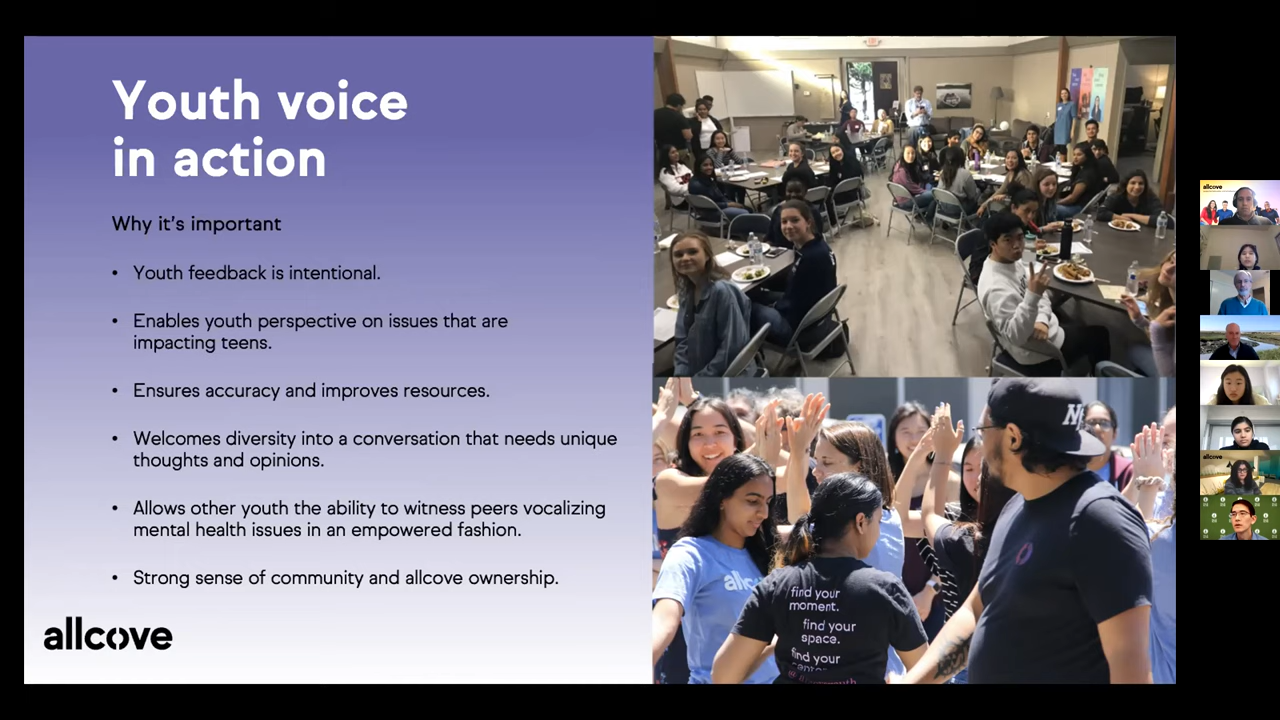 Youth voice
in action
Why it's important
• Youth feedback is intentional.
• Enables youth perspective on issues that are
impacting teens.
• Ensures accuracy and improves resources.
• Welcomes diversity into a conversation that needs unique
thoughts and opinions.
• Allows other youth the ability to witness peers vocalizing
mental health issues in an empowered fashion.
• Strong sense of community and allcove ownership.
allcove
allc
find your
moment.
find your
space.
find your
allcove
allcove